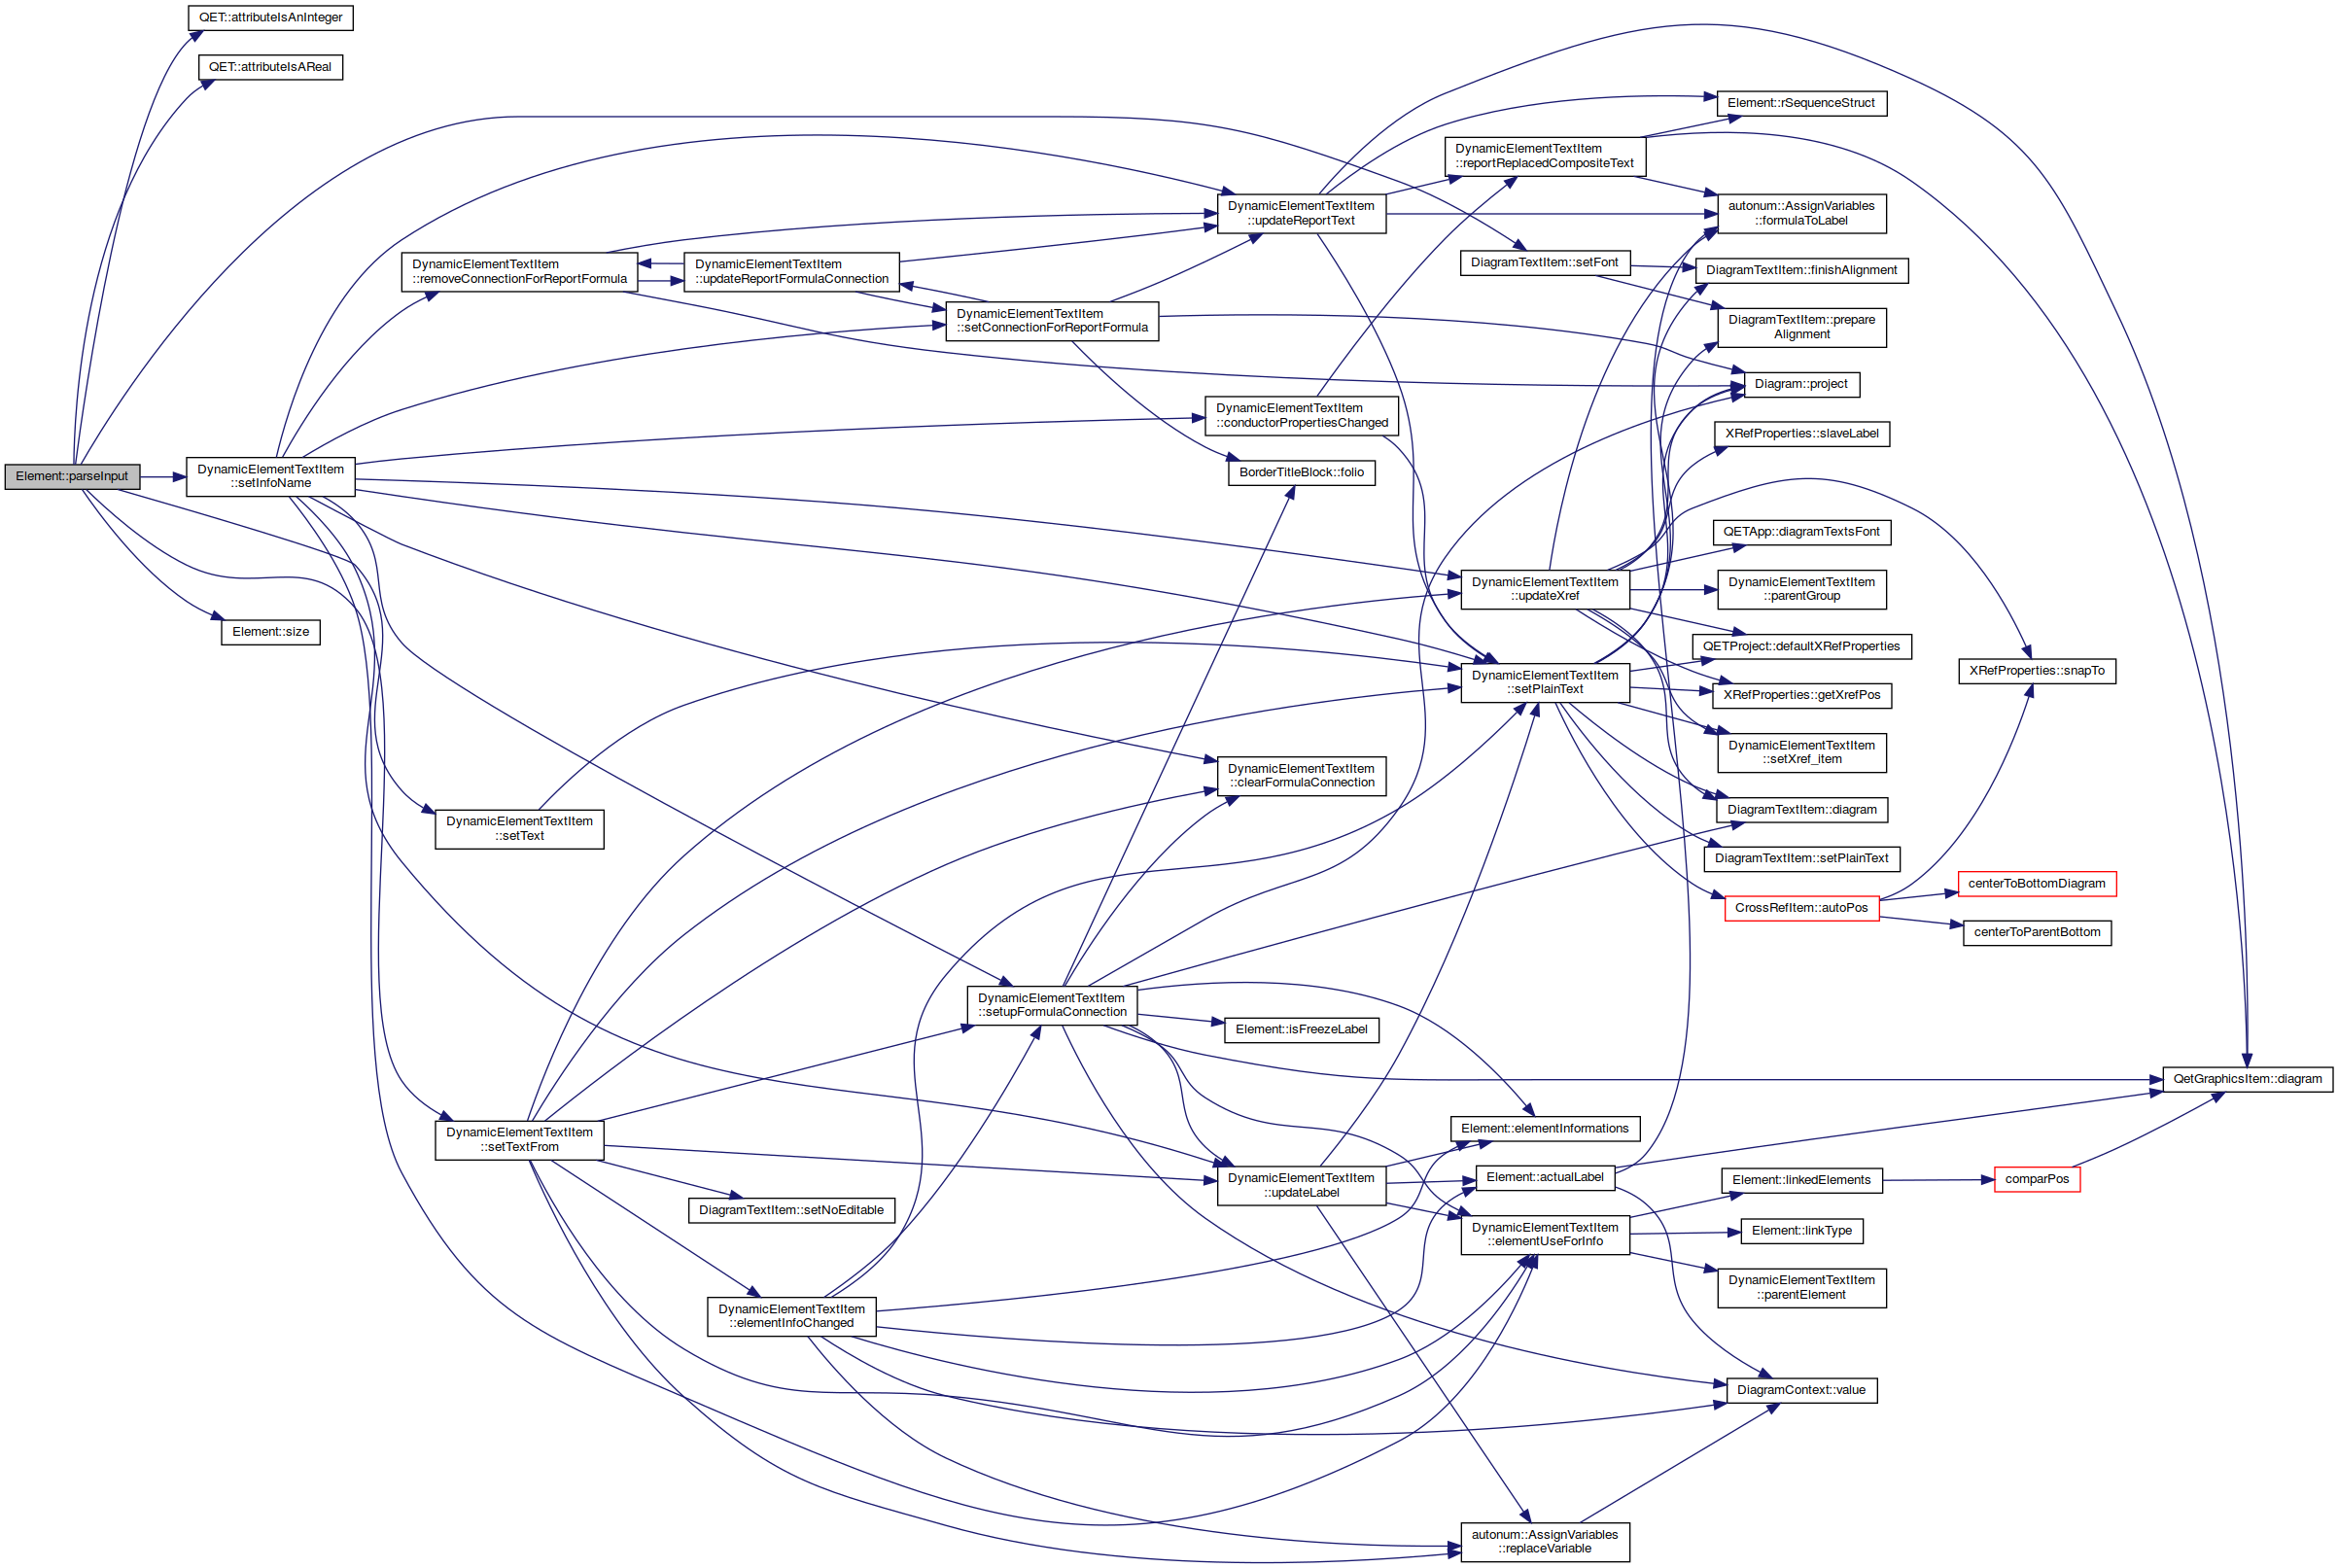 Element::parseInput
QET::attributeIsAnInteger
QET::attributeIsAReal
DynamicElementTextItem
::setInfoName
Element::size
DynamicElementTextItem
::removeConnectionForReportFormula
DynamicElementTextItem
::setText
DynamicElementTextItem
::setTextFrom
DynamicElementTextItem
::updateReportFormulaConnection
DiagramTextItem::setNoEditable
DynamicElementTextItem
::elementInfoChanged
DynamicElementTextItem
::setConnectionForReportFormula
DynamicElementTextItem
::setupFormulaConnection
DynamicElementTextItem
::updateReportText
DynamicElementTextItem
::conductorPropertiesChanged
BorderTitleBlock::folio
DynamicElementTextItem
::clearFormulaConnection
Element::isFreezeLabel
DynamicElementTextItem
::updateLabel
DynamicElementTextItem
::reportReplacedCompositeText
DiagramTextItem::setFont
DynamicElementTextItem
::updateXref
DynamicElementTextItem
::setPlainText
Element::elementInformations
Element::actualLabel
DynamicElementTextItem
::elementUseForInfo
autonum::AssignVariables
::replaceVariable
Element::rSequenceStruct
autonum::AssignVariables
::formulaToLabel
DiagramTextItem::finishAlignment
DiagramTextItem::prepare
Alignment
Diagram::project
XRefProperties::slaveLabel
QETApp::diagramTextsFont
DynamicElementTextItem
::parentGroup
QETProject::defaultXRefProperties
XRefProperties::getXrefPos
DynamicElementTextItem
::setXref_item
DiagramTextItem::diagram
DiagramTextItem::setPlainText
CrossRefItem::autoPos
Element::linkedElements
Element::linkType
DynamicElementTextItem
::parentElement
DiagramContext::value
XRefProperties::snapTo
centerToBottomDiagram
centerToParentBottom
comparPos
QetGraphicsItem::diagram